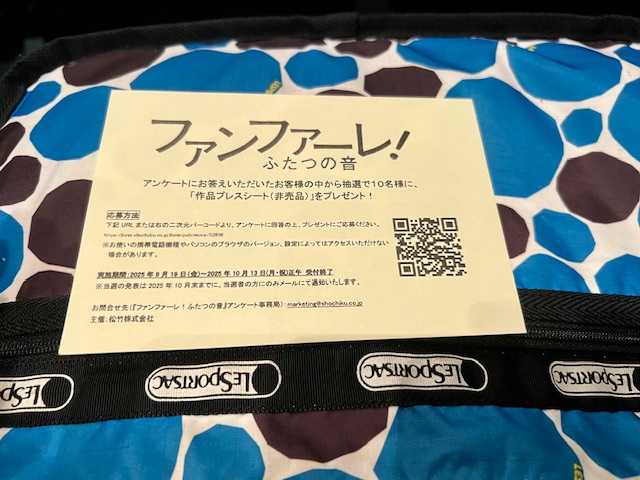 ファンファーレ!
ふたつの音
アンケートにお答えいただいたお客様の中から抽選で10名様に、
「作品プレスシート(非売品)」をプレゼント!
応募方法
下記URLまたは右の二次元バーコードより、アンケートに回答の上、プレゼントにご応募ください。
※お使いの携帯電話機種やパソコンのブラウザのバージョン、設定によってはアクセスいただけない
場合があります。
実施期間:2025年9月19日(金)~2025年10月13日(月・祝)正午 受付終了
※当選の発表は2025年10月末までに、当選者の方にのみメールにて通知いたします。
お問合せ先(『ファンファーレ!ふたつの音』アンケート事務局):marketing@shochiku.co.jp
主催:松竹株式会社
LESPORTSAC LESPORTSAC LESPORTSAC LESPORTSAC